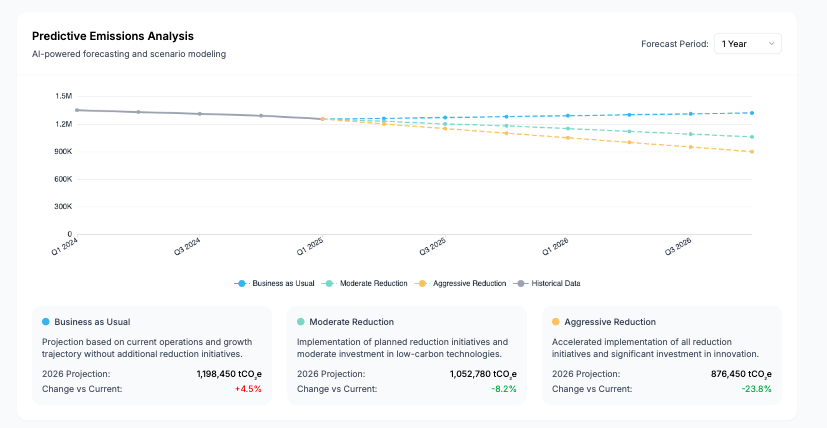 Predictive Emissions Analysis
AI-powered forecasting and scenario modeling
Forecast Period: 1 Year
1.5M
1.2M
900K
600K
300K
0
Q1 2024
Q3 2024
Q1 2025
Q3 2025
Q1 2026
Q3 2026
Business as Usual Moderate Reduction Aggressive Reduction Historical Data
Business as Usual
Projection based on current operations and growth
trajectory without additional reduction initiatives.
2026 Projection: 1,198,450 tCO₂e
Change vs Current: +4.5%
Moderate Reduction
Implementation of planned reduction initiatives and
moderate investment in low-carbon technologies.
2026 Projection: 1,052,780 tCO₂e
Change vs Current: -8.2%
Aggressive Reduction
Accelerated implementation of all reduction
initiatives and significant investment in innovation.
2026 Projection: 876,450 tCO₂e
Change vs Current: -23.8%